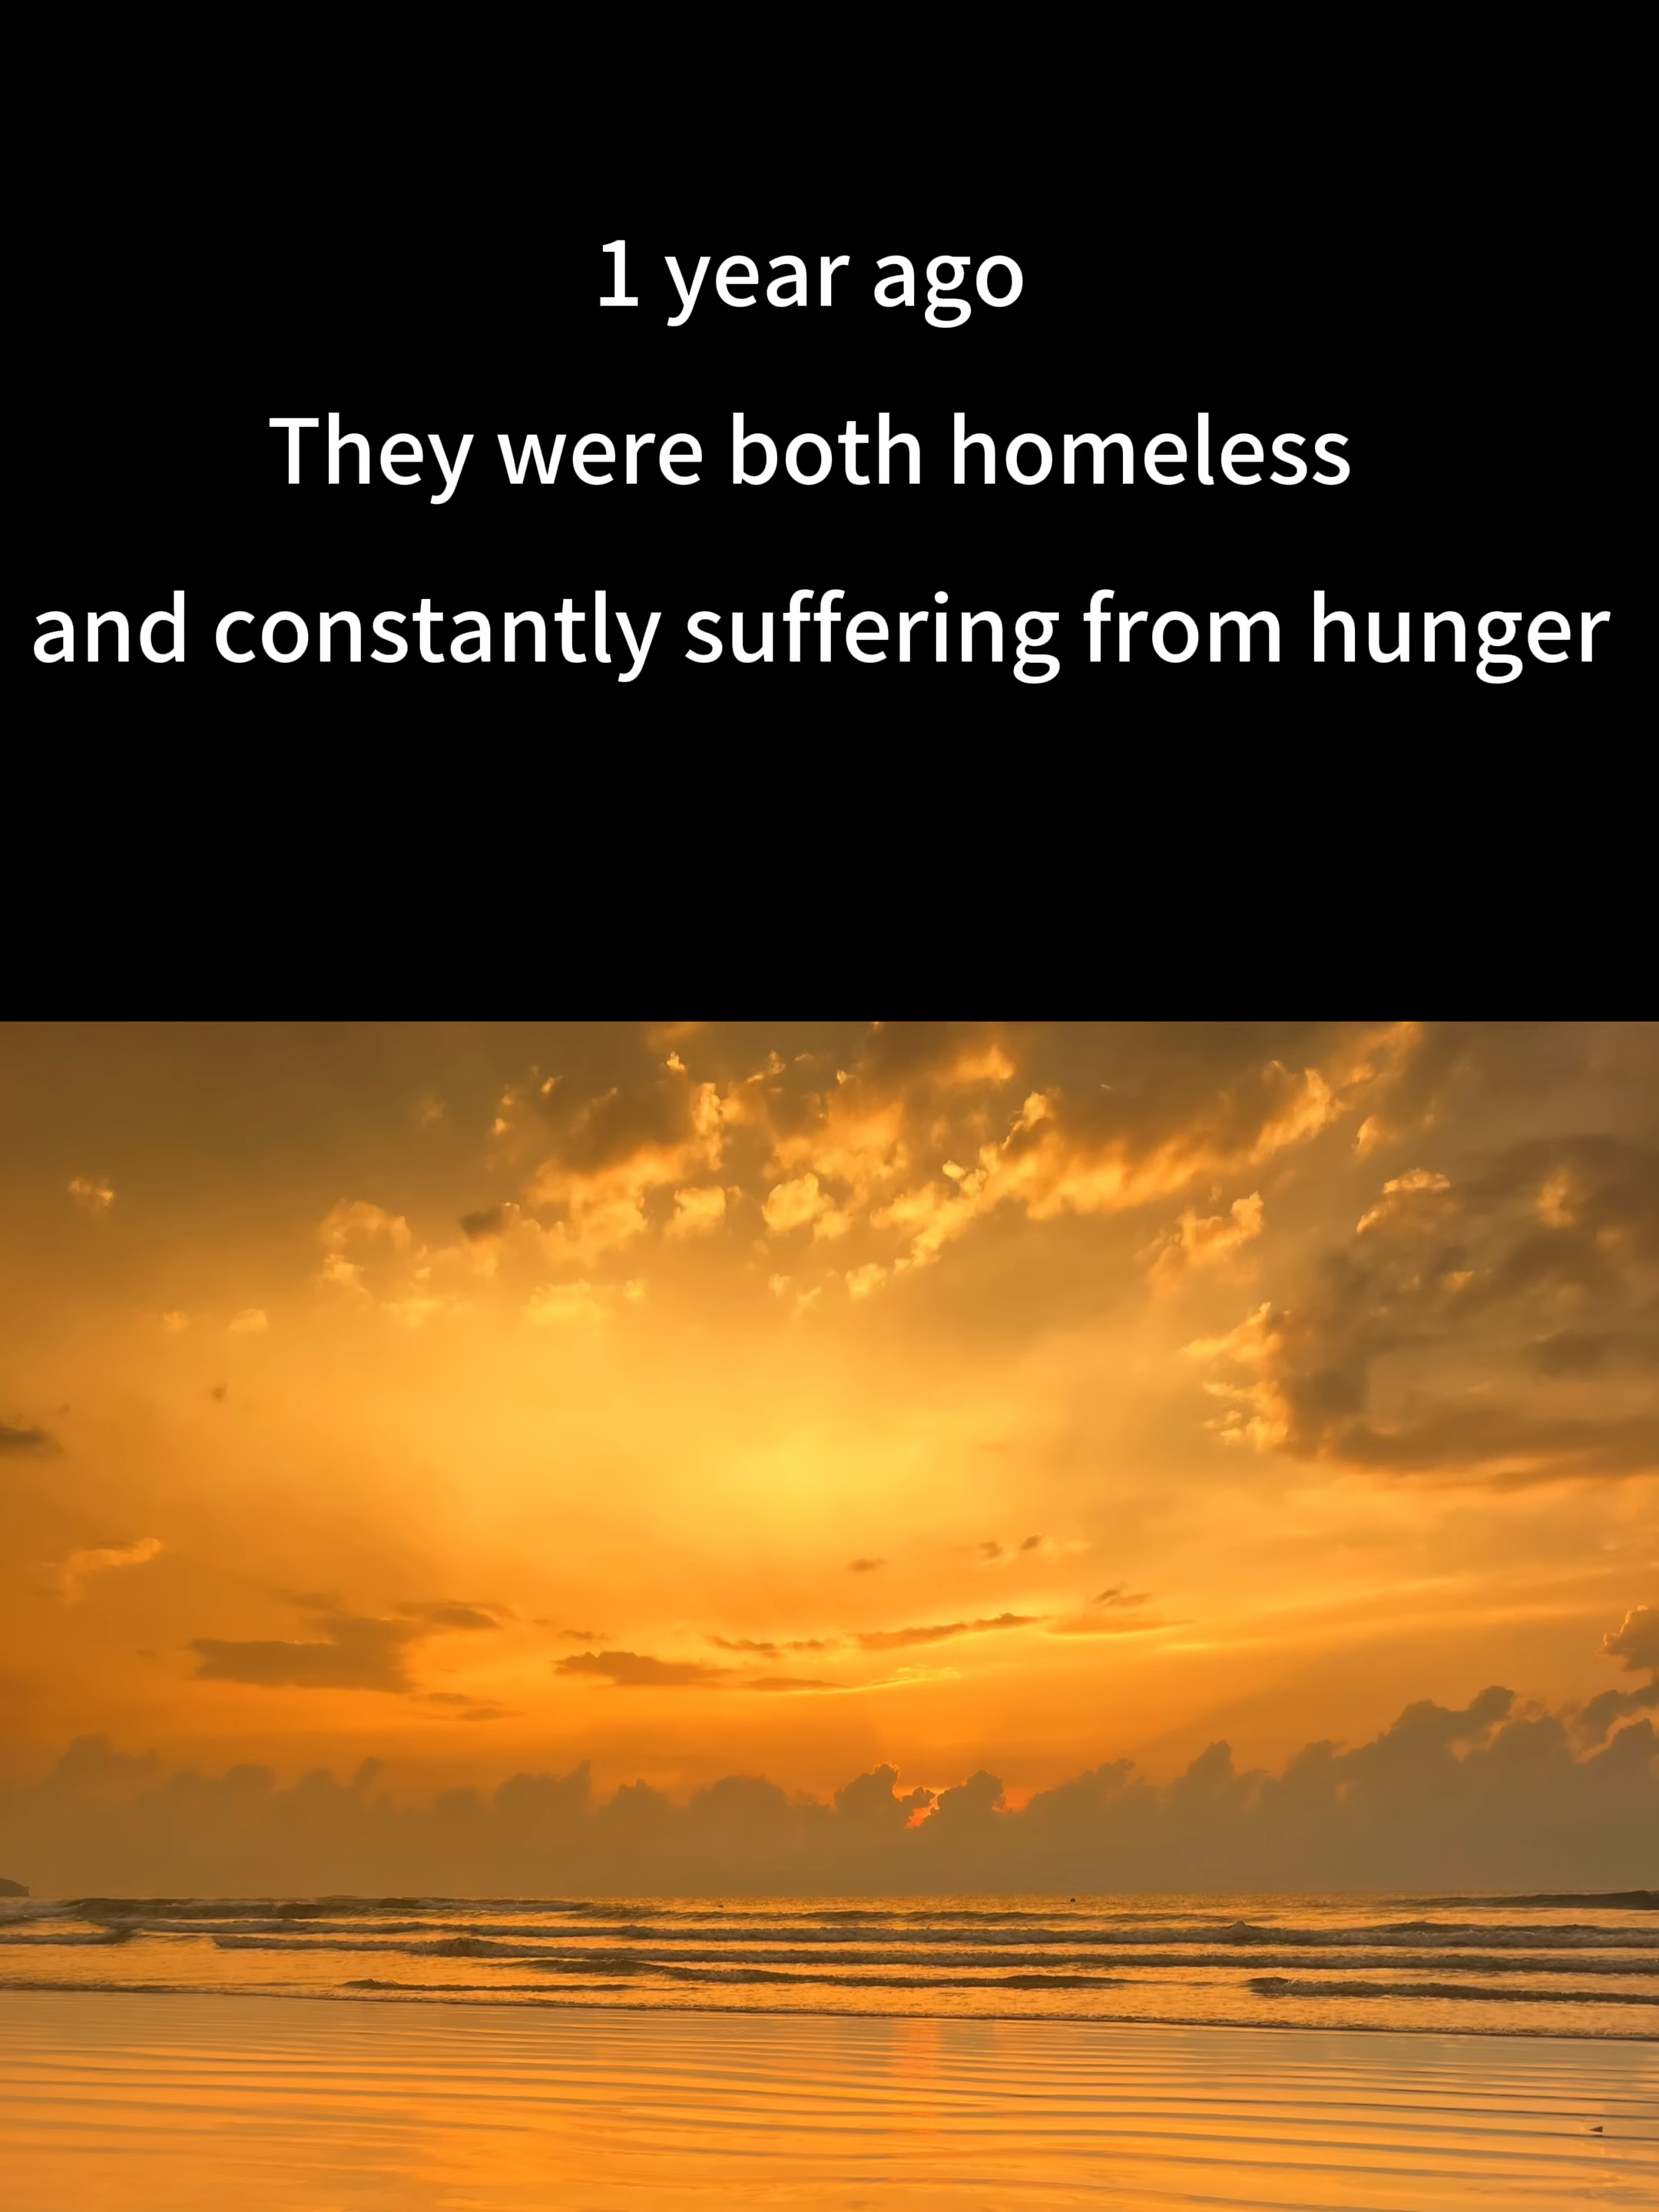 1 year ago
They were both homeless
and constantly suffering from hunger